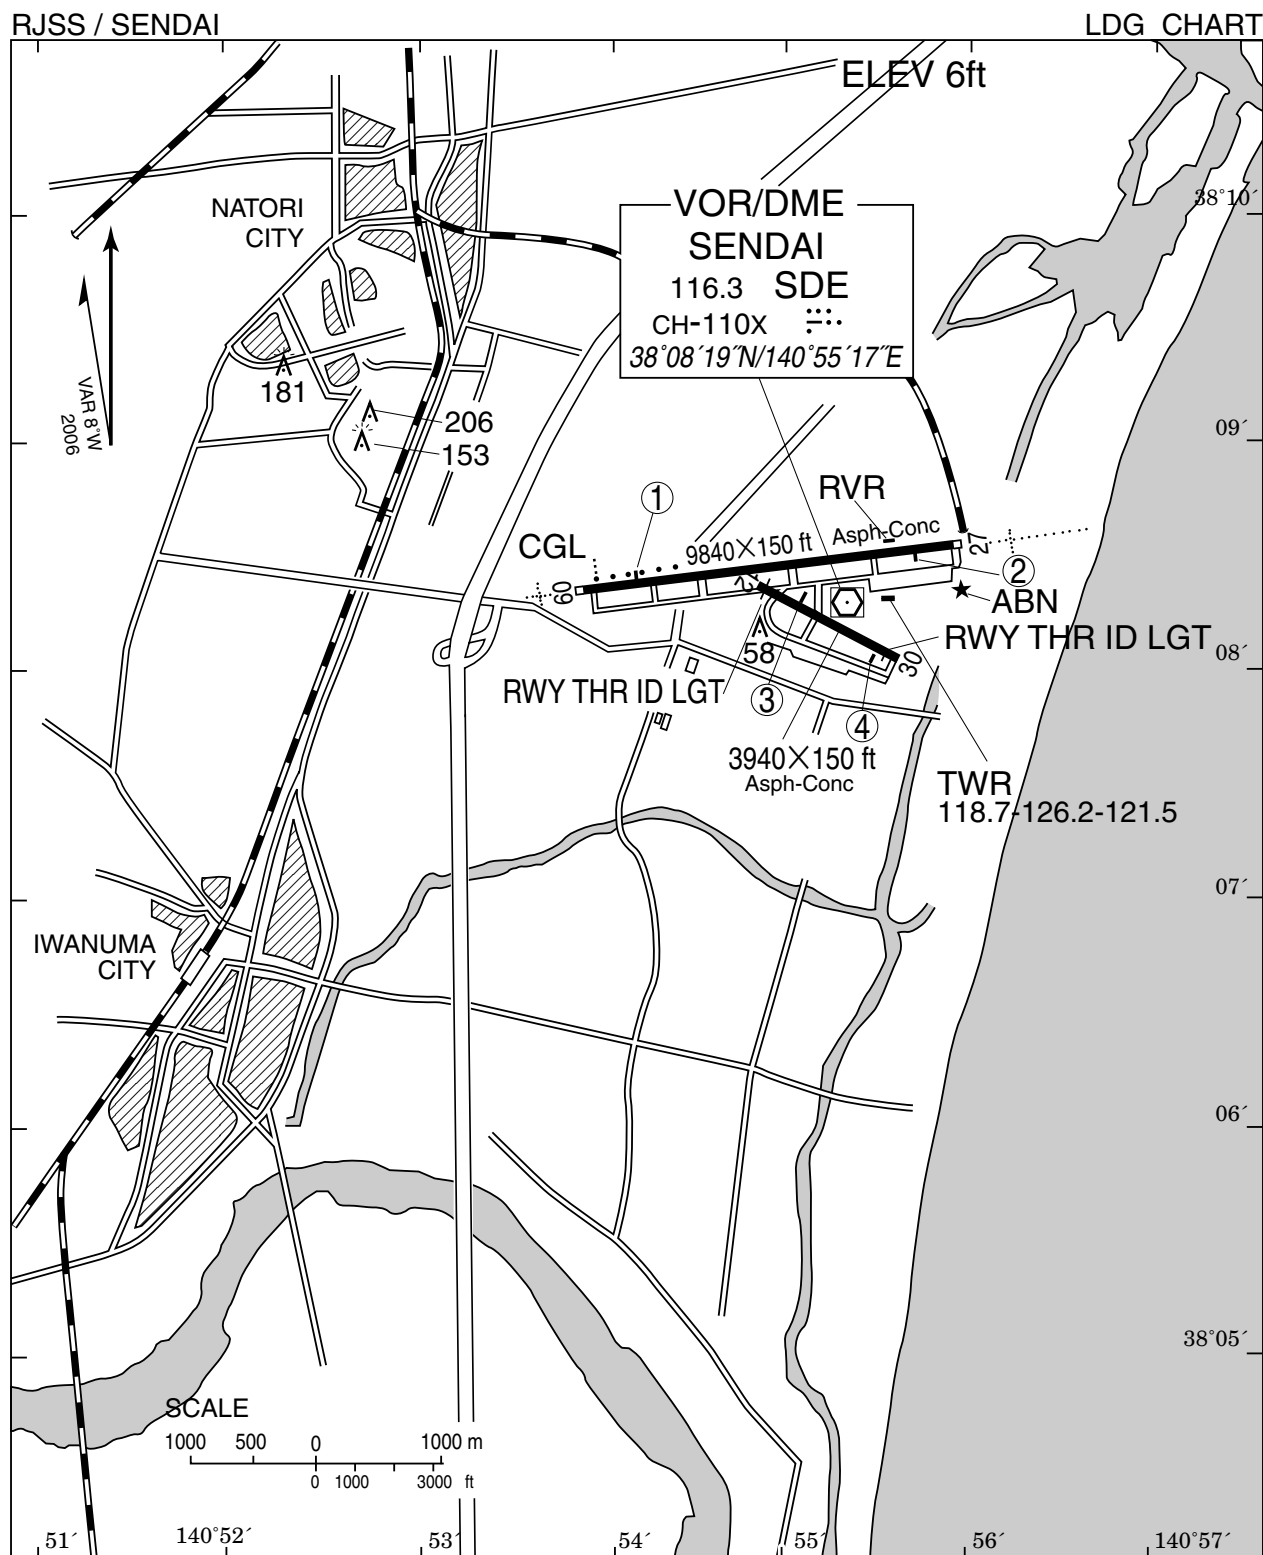 RJSS / SENDAI
LDG CHART
ELEV 6ft
38°10´
NATORI
CITY
VOR/DME
SENDAI
116.3 SDE
CH-110X
38°08´19˝N/140°55´17˝E
VAR 8°W
2006
181
206
153
09´
RVR
1
CGL
9840×150 ft
Asph-Conc
27
2
09
12
ABN
RWY THR ID LGT
58
30
08´
RWY THR ID LGT
3
4
3940×150 ft
Asph-Conc
TWR
118.7-126.2-121.5
07´
IWANUMA
CITY
06´
38°05´
SCALE
1000 500 0 1000 m
0 1000 3000 ft
51´ 140°52´ 53´ 54´ 55´ 56´ 140°57´